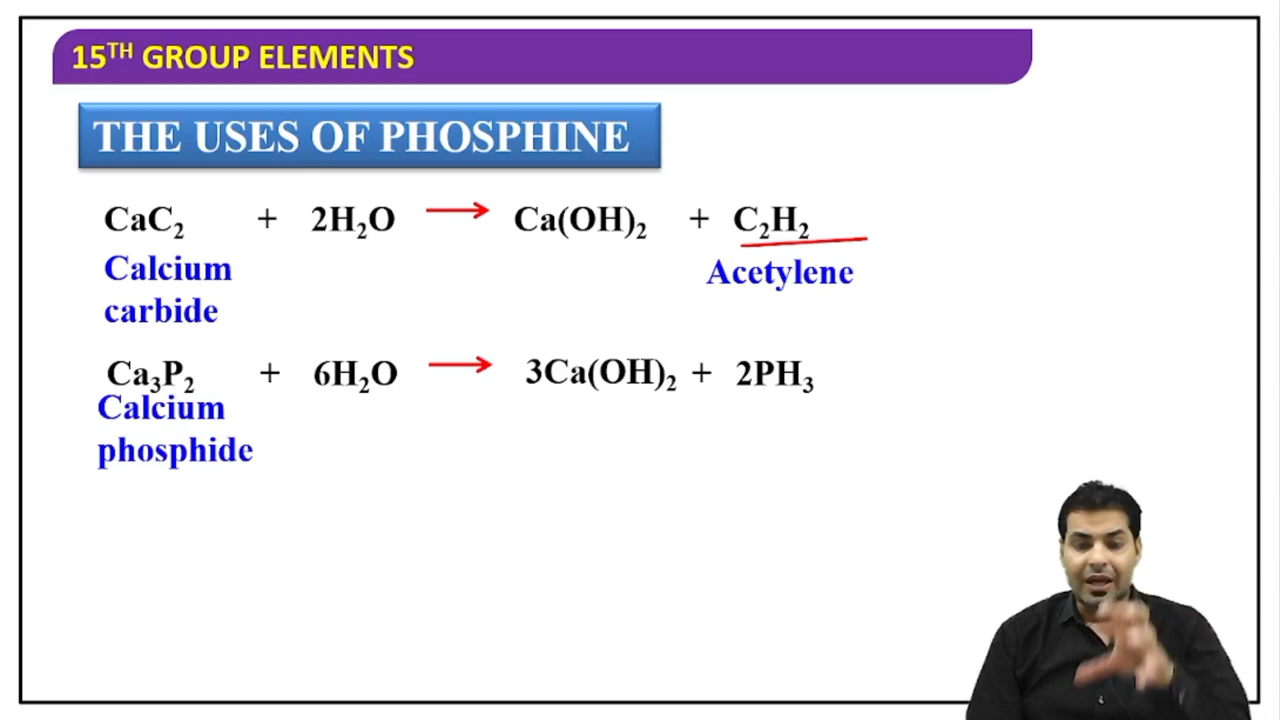 15TH GROUP ELEMENTS
THE USES OF PHOSPHINE
CaC₂ + 2H₂O → Ca(OH)₂ + C₂H₂
Calcium carbide
Acetylene
Ca₃P₂ + 6H₂O → 3Ca(OH)₂ + 2PH₃
Calcium
phosphide